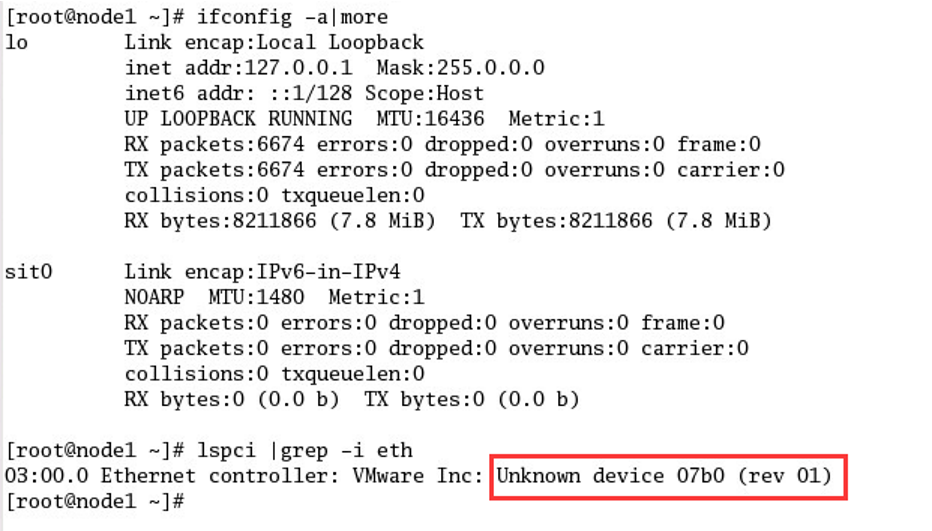 [root@node1 ~]# ifconfig -a|more
lo Link encap:Local Loopback
inet addr:127.0.0.1 Mask:255.0.0.0
inet6 addr: ::1/128 Scope:Host
UP LOOPBACK RUNNING MTU:16436 Metric:1
RX packets:6674 errors:0 dropped:0 overruns:0 frame:0
TX packets:6674 errors:0 dropped:0 overruns:0 carrier:0
collisions:0 txqueuelen:0
RX bytes:8211866 (7.8 MiB) TX bytes:8211866 (7.8 MiB)
sit0 Link encap:IPv6-in-IPv4
NOARP MTU:1480 Metric:1
RX packets:0 errors:0 dropped:0 overruns:0 frame:0
TX packets:0 errors:0 dropped:0 overruns:0 carrier:0
collisions:0 txqueuelen:0
RX bytes:0 (0.0 b) TX bytes:0 (0.0 b)
[root@node1 ~]# lspci |grep -i eth
03:00.0 Ethernet controller: VMware Inc: Unknown device 07b0 (rev 01)
[root@node1 ~]#